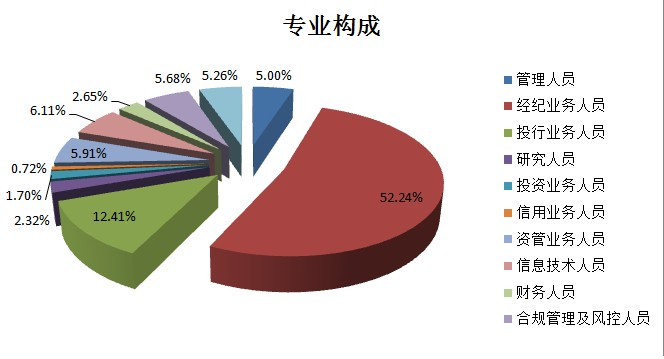 专业构成
5.00%
52.24%
12.41%
2.32%
1.70%
0.72%
5.91%
6.11%
2.65%
5.68%
5.26%
管理人员
经纪业务人员
投行业务人员
研究人员
投资业务人员
信用业务人员
资管业务人员
信息技术人员
财务人员
合规管理及风控人员